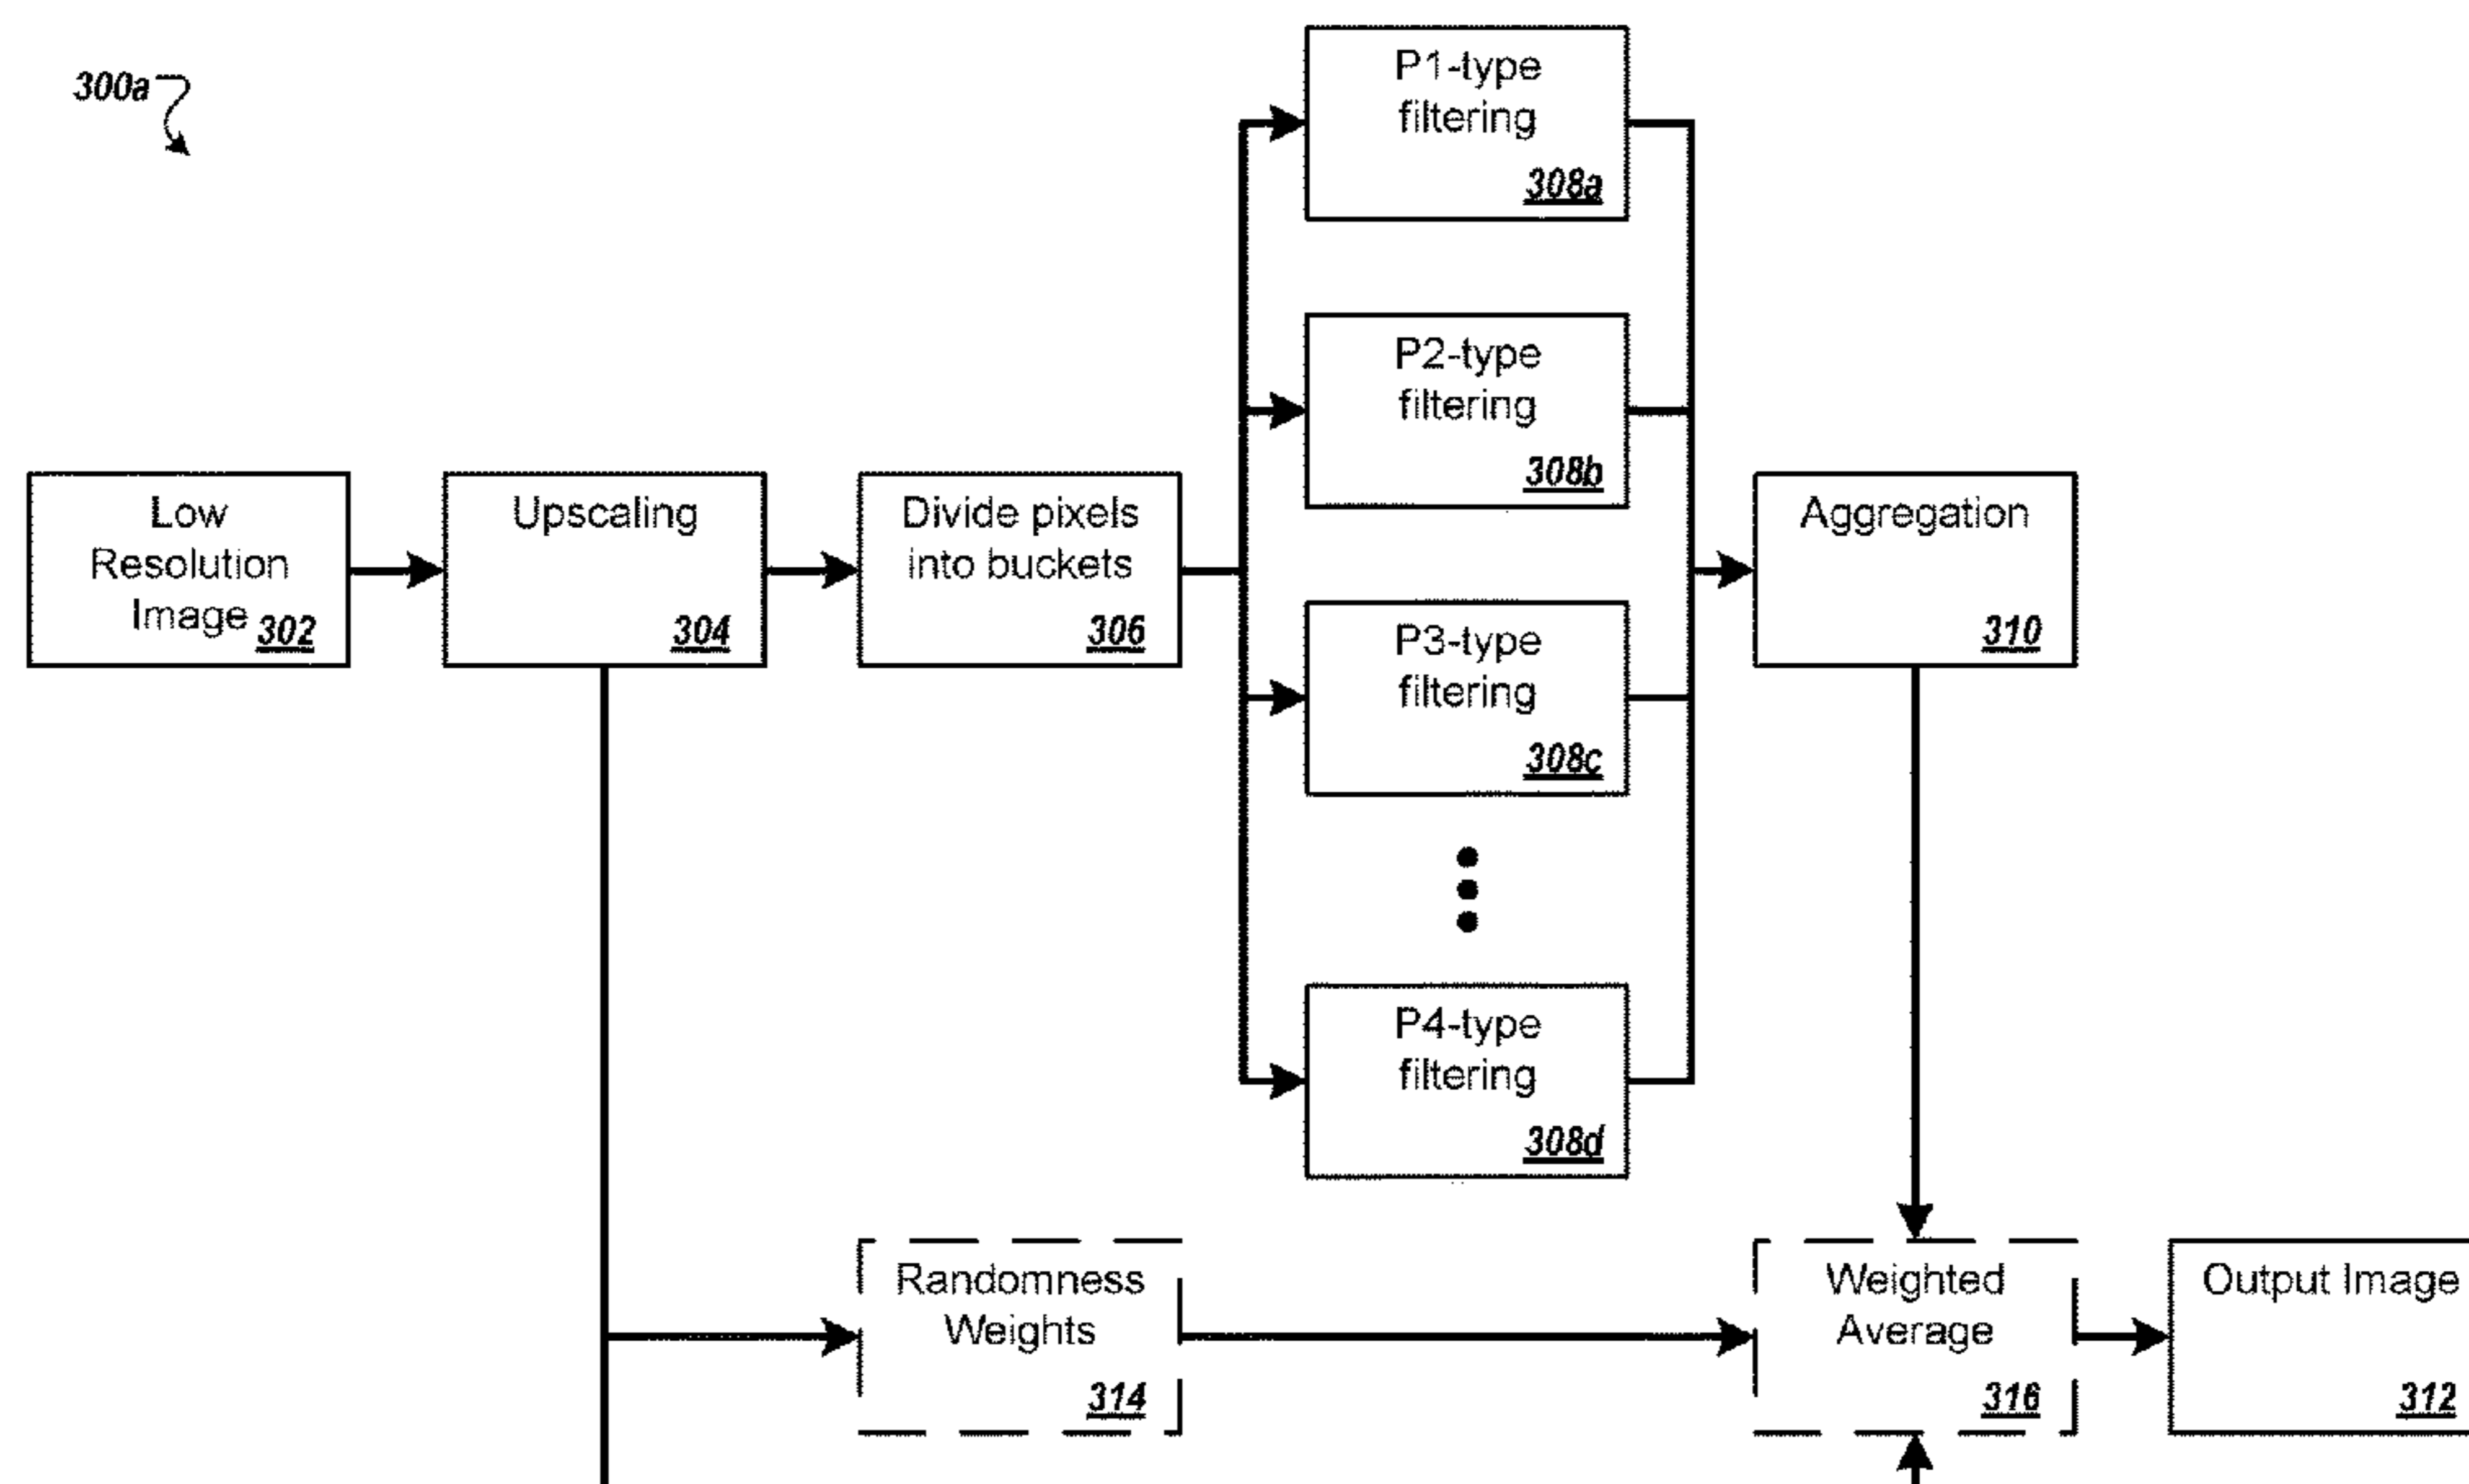 300a
P1-type
filtering
308a
P2-type
filtering
308b
Low
Resolution
Image 302
Upscaling
304
Divide pixels
into buckets
306
P3-type
filtering
308c
Aggregation
310
P4-type
filtering
308d
Randomness
Weights
314
Weighted
Average
316
Output Image
312